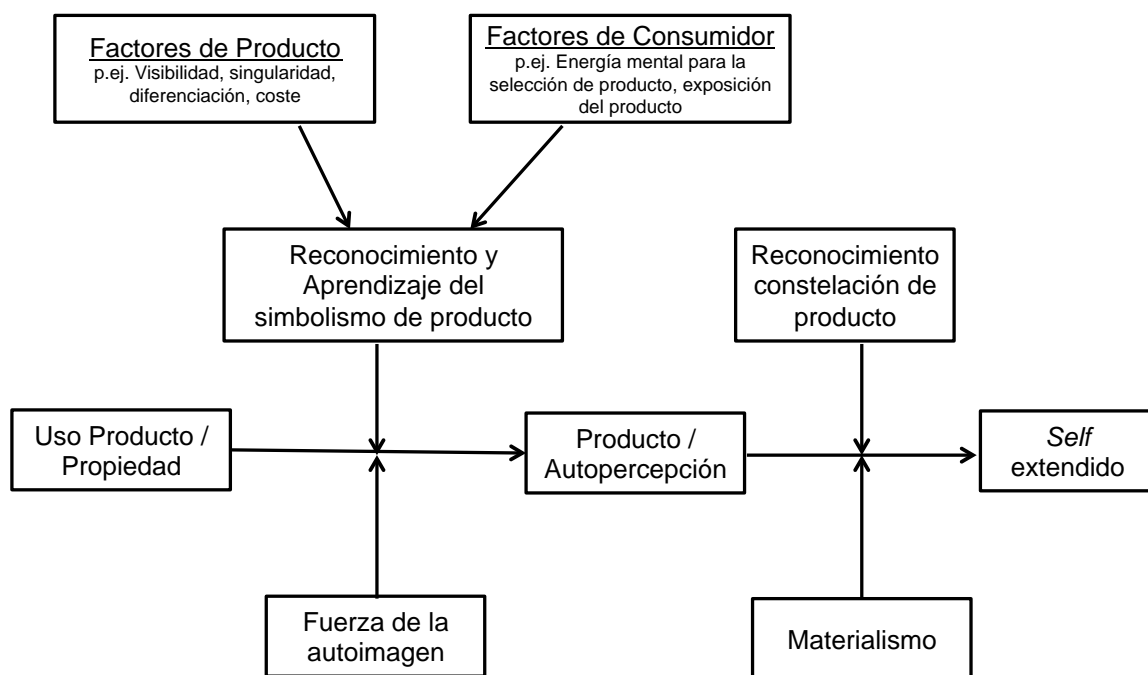 Factores de Producto
p.ej. Visibilidad, singularidad,
diferenciación, coste
Factores de Consumidor
p.ej. Energía mental para la
selección de producto, exposición
del producto
Reconocimiento y
Aprendizaje del
simbolismo de producto
Reconocimiento
constelación de
producto
Uso Producto /
Propiedad
Producto /
Autopercepción
Self
extendido
Fuerza de la
autoimagen
Materialismo